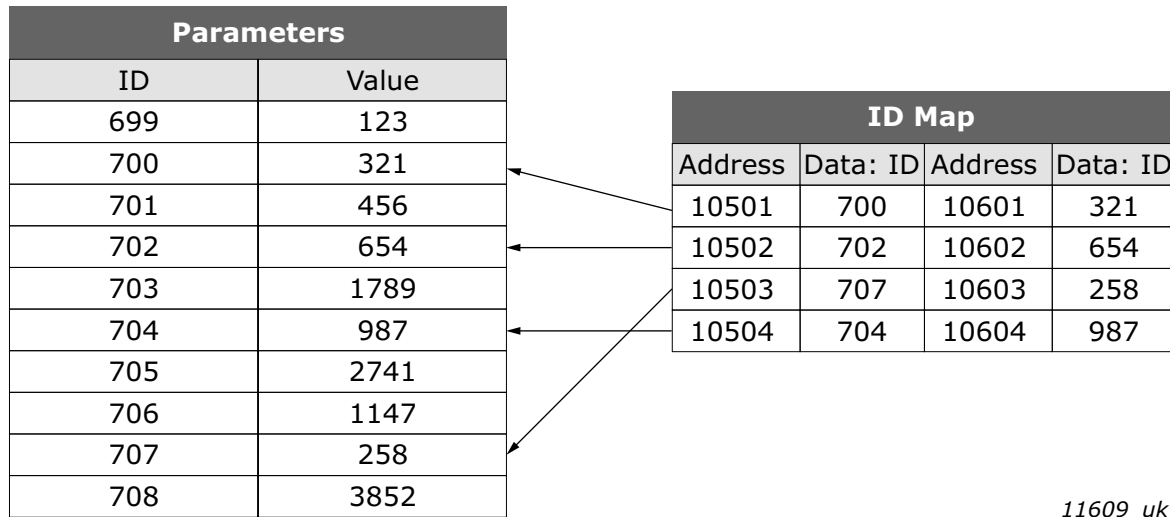 Parameters
ID Value
699 123
700 321
701 456
702 654
703 1789
704 987
705 2741
706 1147
707 258
708 3852
ID Map
Address Data: ID Address Data: ID
10501 700 10601 321
10502 702 10602 654
10503 707 10603 258
10504 704 10604 987
11609_uk